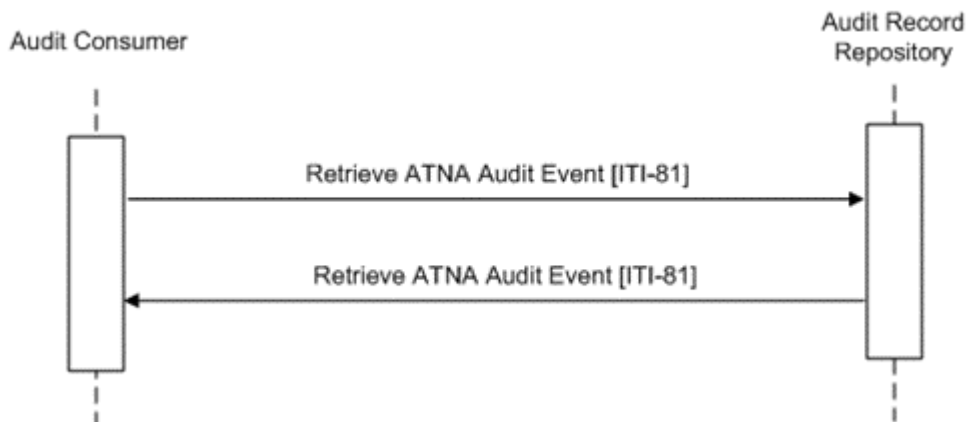 Audit Consumer
Audit Record
Repository
Retrieve ATNA Audit Event [ITI-81]
Retrieve ATNA Audit Event [ITI-81]